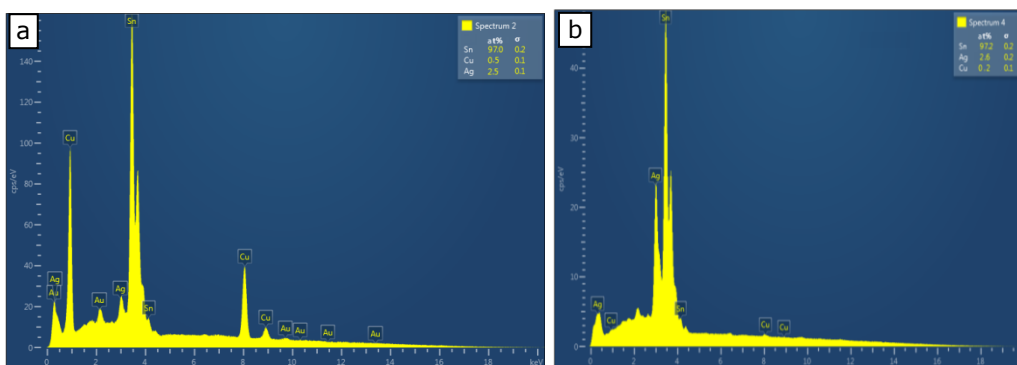 a
Spectrum 2
at% σ
Sn 97.0 0.2
Cu 0.5 0.1
Ag 2.5 0.1
cps/eV
140
120
100
80
60
40
20
0
Sn
Cu
Ag
Au
Au
Ag
Sn
Cu
Cu
Au
Au
Au
Au
0 2 4 6 8 10 12 14 16 18 keV
b
Spectrum 4
at% σ
Sn 97.2 0.2
Ag 2.6 0.2
Cu 0.2 0.1
cps/eV
40
30
20
10
0
Sn
Ag
Ag
Cu
Sn
Cu
Cu
0 2 4 6 8 10 12 14 16 18